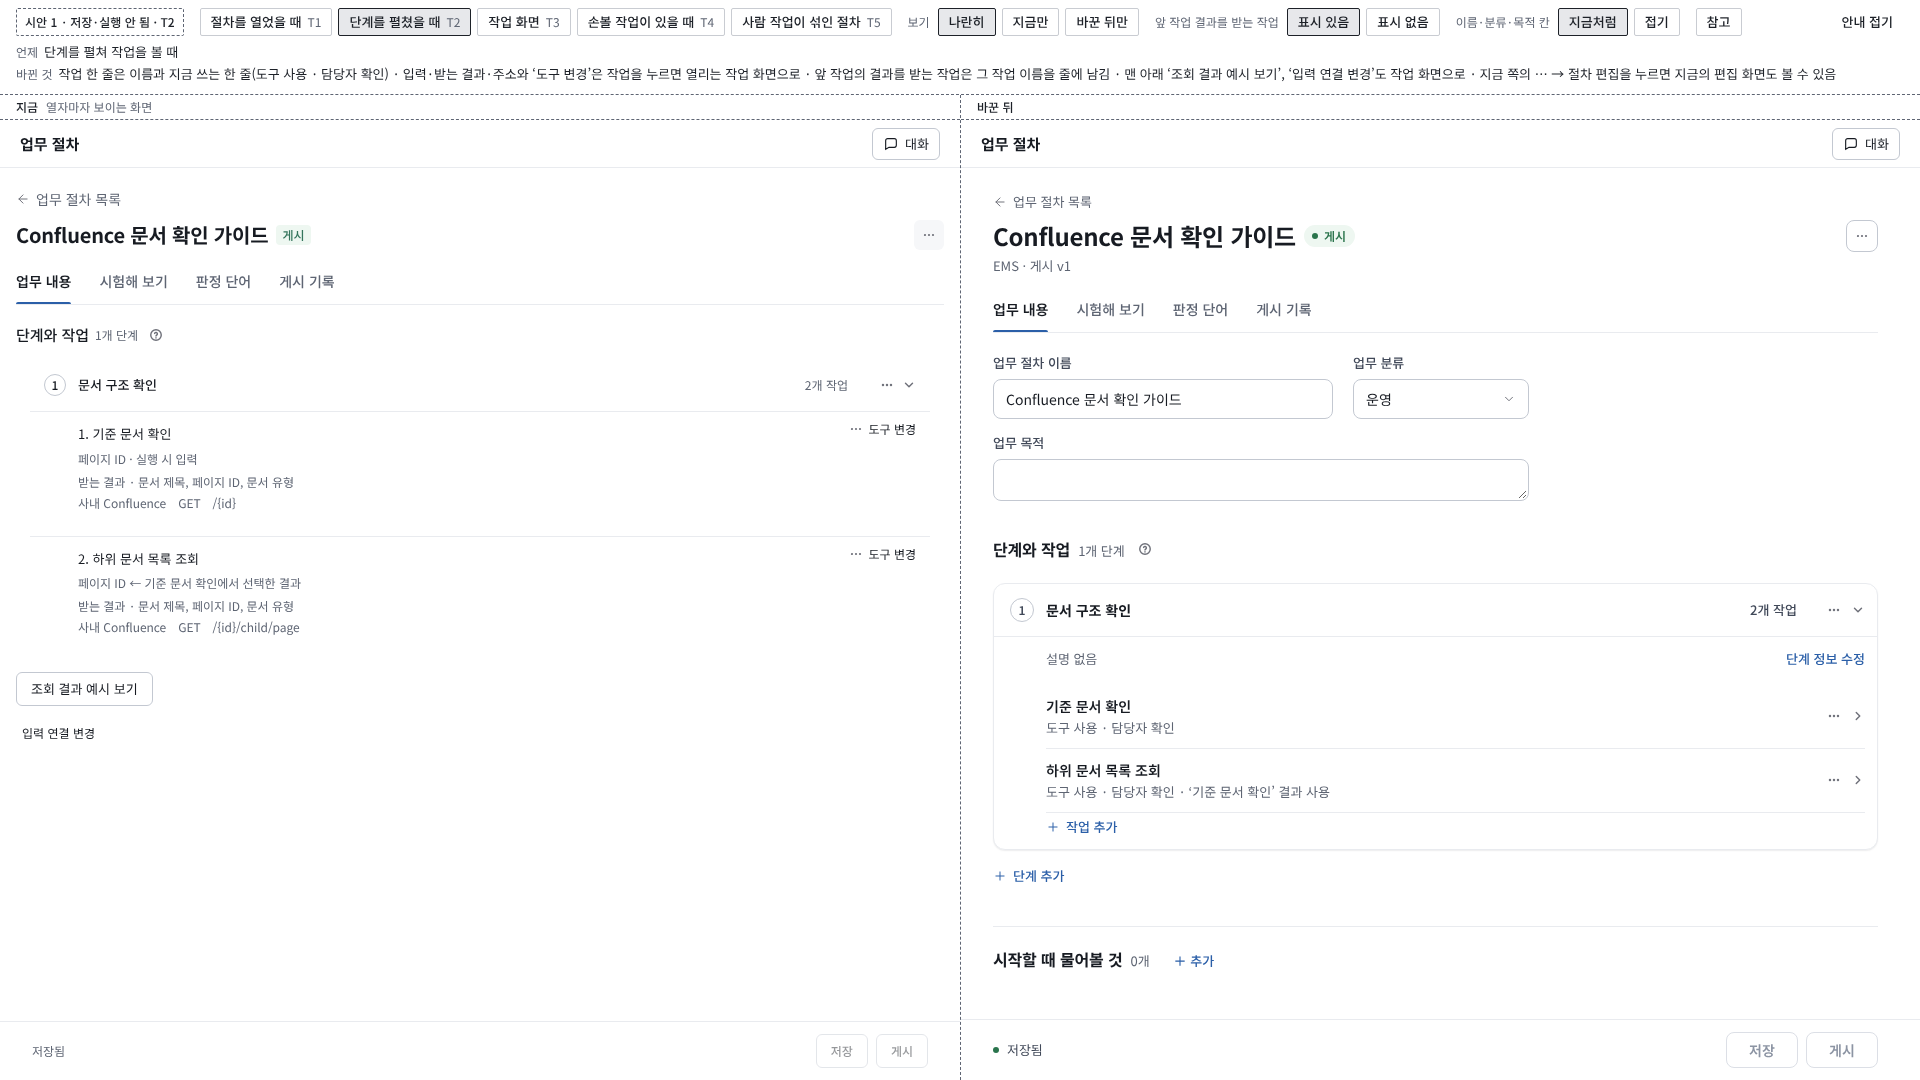 시안 1 · 저장·실행 안 됨 · T2 절차를 열었을 때 T1 단계를 펼쳤을 때 T2 작업 화면 T3 손볼 작업이 있을 때 T4 사람 작업이 섞인 절차 T5 보기 나란히 지금만 바꾼 뒤만 앞 작업 결과를 받는 작업 표시 있음 표시 없음 이름·분류·목적 칸 지금처럼 접기 참고 안내 접기
언제 단계를 펼쳐 작업을 볼 때
바뀐 것 작업 한 줄은 이름과 지금 쓰는 한 줄(도구 사용 · 담당자 확인) · 입력·받는 결과·주소와 ‘도구 변경’은 작업을 누르면 열리는 작업 화면으로 · 앞 작업의 결과를 받는 작업은 그 작업 이름을 줄에 남김 · 맨 아래 ‘조회 결과 예시 보기’, ‘입력 연결 변경’도 작업 화면으로 · 지금 쪽의 ··· → 절차 편집을 누르면 지금의 편집 화면도 볼 수 있음
지금 열자마자 보이는 화면
업무 절차
대화
← 업무 절차 목록
Confluence 문서 확인 가이드 게시
···
업무 내용 시험해 보기 판정 단어 게시 기록
단계와 작업 1개 단계
1 문서 구조 확인 2개 작업 ···
1. 기준 문서 확인 ··· 도구 변경
페이지 ID · 실행 시 입력
받는 결과 · 문서 제목, 페이지 ID, 문서 유형
사내 Confluence GET /{id}
2. 하위 문서 목록 조회 ··· 도구 변경
페이지 ID ← 기준 문서 확인에서 선택한 결과
받는 결과 · 문서 제목, 페이지 ID, 문서 유형
사내 Confluence GET /{id}/child/page
조회 결과 예시 보기
입력 연결 변경
저장됨 저장 게시
바꾼 뒤
업무 절차
대화
← 업무 절차 목록
Confluence 문서 확인 가이드 게시
···
EMS · 게시 v1
업무 내용 시험해 보기 판정 단어 게시 기록
업무 절차 이름 업무 분류
Confluence 문서 확인 가이드 운영
업무 목적
단계와 작업 1개 단계
1 문서 구조 확인 2개 작업 ···
설명 없음 단계 정보 수정
기준 문서 확인
도구 사용 · 담당자 확인
···
하위 문서 목록 조회
도구 사용 · 담당자 확인 · ‘기준 문서 확인’ 결과 사용
···
+ 작업 추가
+ 단계 추가
시작할 때 물어볼 것 0개 + 추가
저장됨 저장 게시